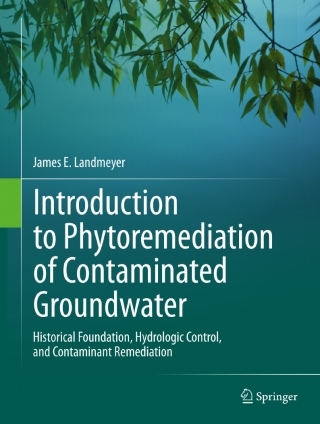 James E. Landmeyer
Introduction
to Phytoremediation
of Contaminated
Groundwater
Historical Foundation, Hydrologic Control,
and Contaminant Remediation
Springer